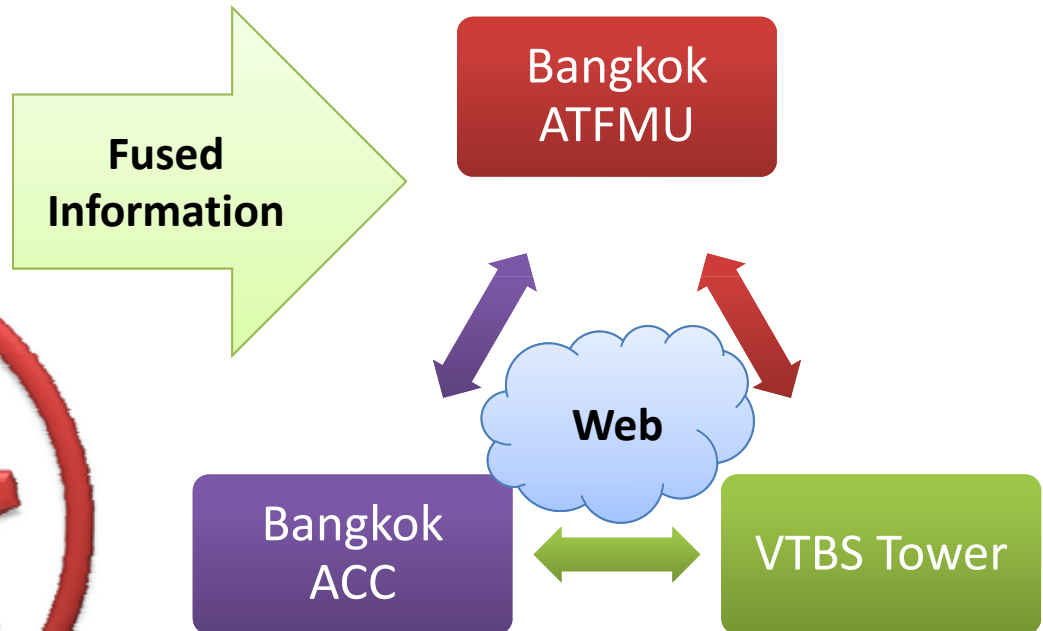 Bangkok
ATFMU
Fused
Information
Web
Bangkok
ACC
VTBS Tower